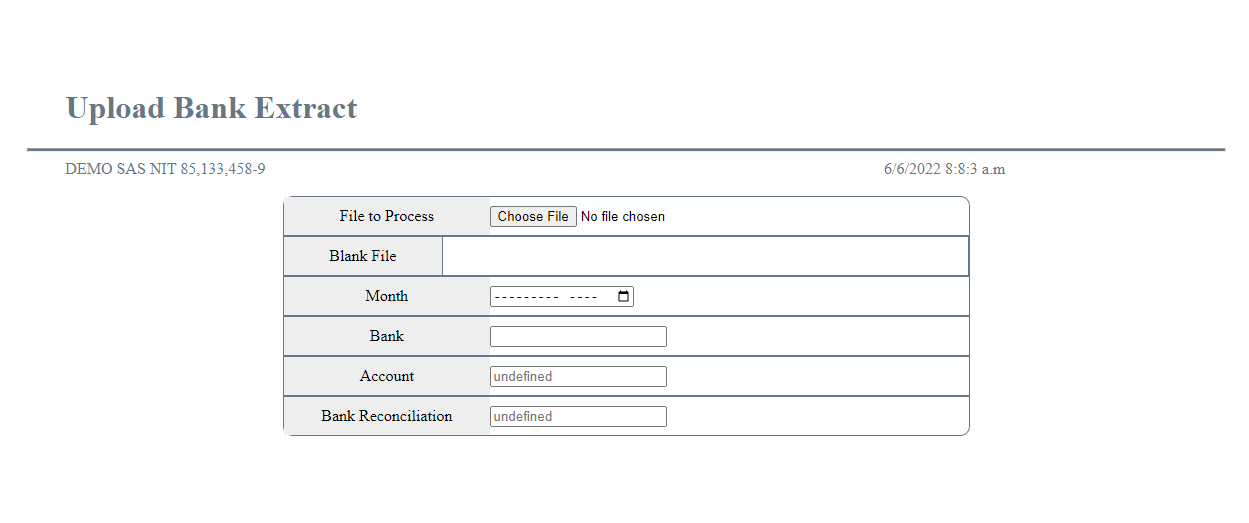 Upload Bank Extract
DEMO SAS NIT 85,133,458-9 6/6/2022 8:8:3 a.m
File to Process Choose File No file chosen
Blank File
Month --------- ----
Bank
Account undefined
Bank Reconciliation undefined